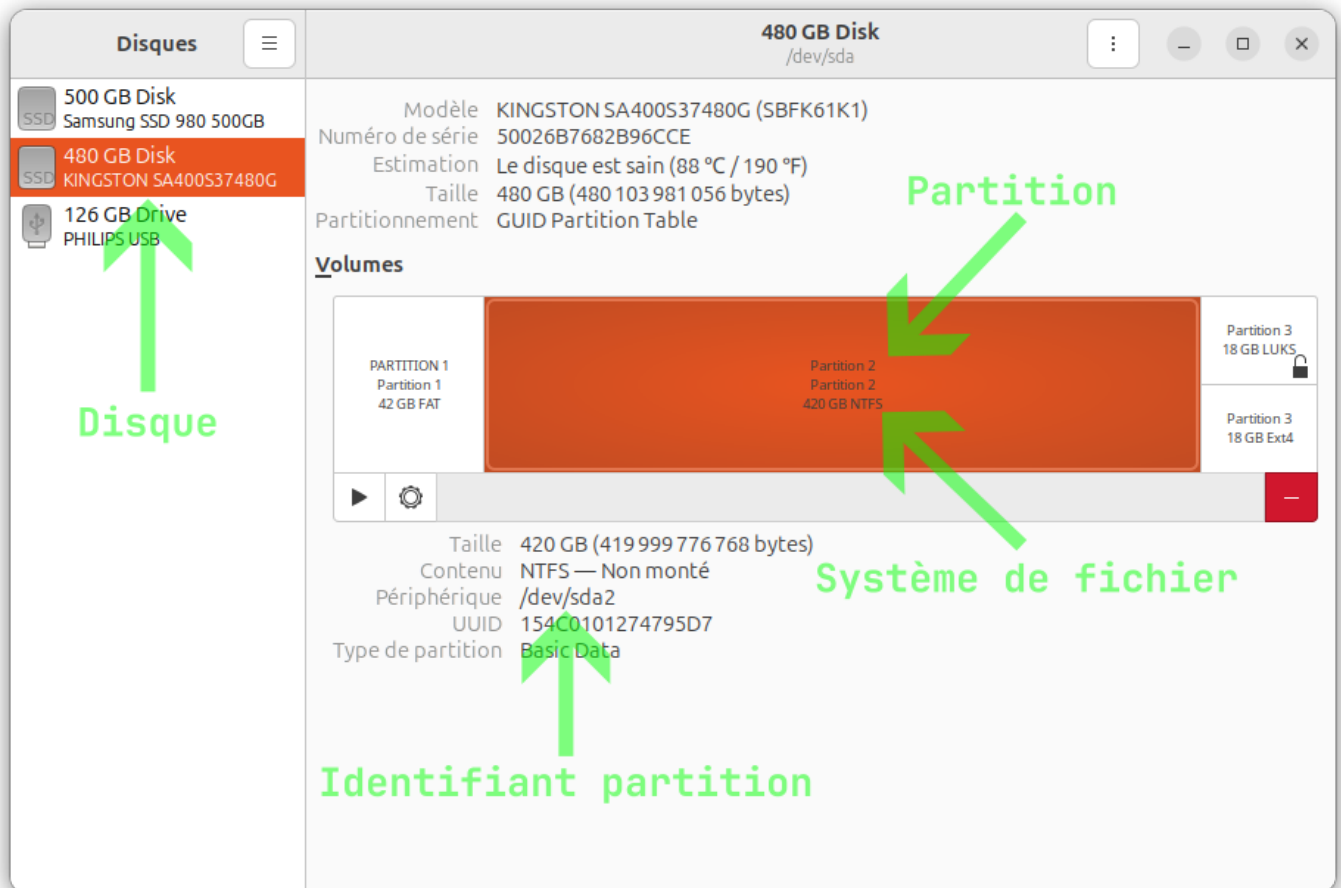 Disques
480 GB Disk
/dev/sda
500 GB Disk
SSD
Samsung SSD 980 500GB
480 GB Disk
SSD
KINGSTON SA400S37480G
126 GB Drive
PHILIPS USB
Disque
Modèle KINGSTON SA400S37480G (SBFK61K1)
Numéro de série 50026B7682B96CCE
Estimation Le disque est sain (88 °C / 190 °F)
Taille 480 GB (480 103 981 056 bytes)
Partitionnement GUID Partition Table
Partition
Volumes
PARTITION 1
Partition 1
42 GB FAT
Partition 2
Partition 2
420 GB NTFS
Partition 3
18 GB LUKS
Partition 3
18 GB Ext4
Taille 420 GB (419 999 776 768 bytes)
Contenu NTFS — Non monté
Périphérique /dev/sda2
UUID 154C0101274795D7
Type de partition Basic Data
Système de fichier
Identifiant partition